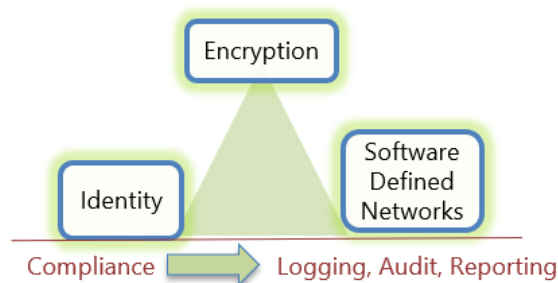 Encryption
Identity
Software
Defined
Networks
Compliance
Logging, Audit, Reporting